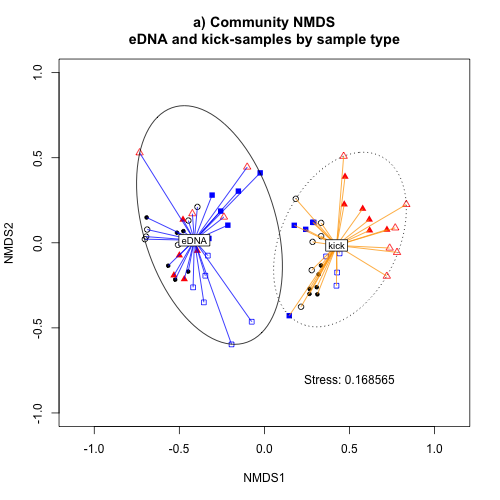 a) Community NMDS
eDNA and kick-samples by sample type
NMDS2
1.0
0.5
0.0
-0.5
-1.0
eDNA
kick
Stress: 0.168565
-1.0 -0.5 0.0 0.5 1.0
NMDS1